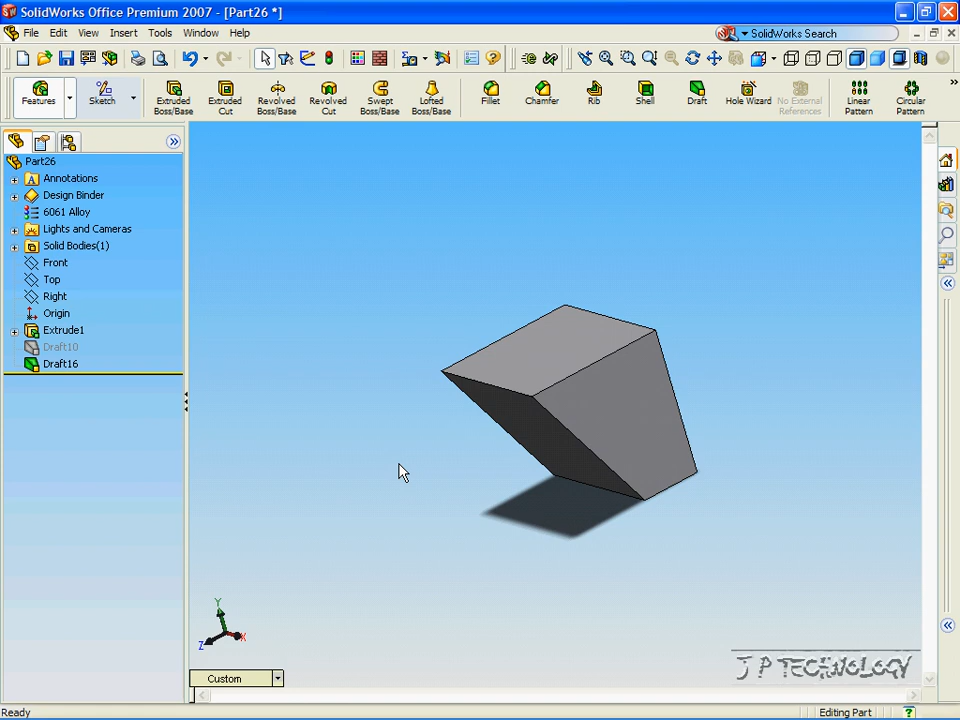 SolidWorks Office Premium 2007 - [Part26 *]
File Edit View Insert Tools Window Help
SolidWorks Search
Features Sketch Extruded Boss/Base Extruded Cut Revolved Boss/Base Revolved Cut Swept Boss/Base Lofted Boss/Base Fillet Chamfer Rib Shell Draft Hole Wizard No External References Linear Pattern Circular Pattern
Part26
A Annotations
Design Binder
6061 Alloy
Lights and Cameras
Solid Bodies(1)
Front
Top
Right
Origin
Extrude1
Draft10
Draft16
Y
X
Z
Custom
J P TECHNOLOGY
Ready
Editing Part